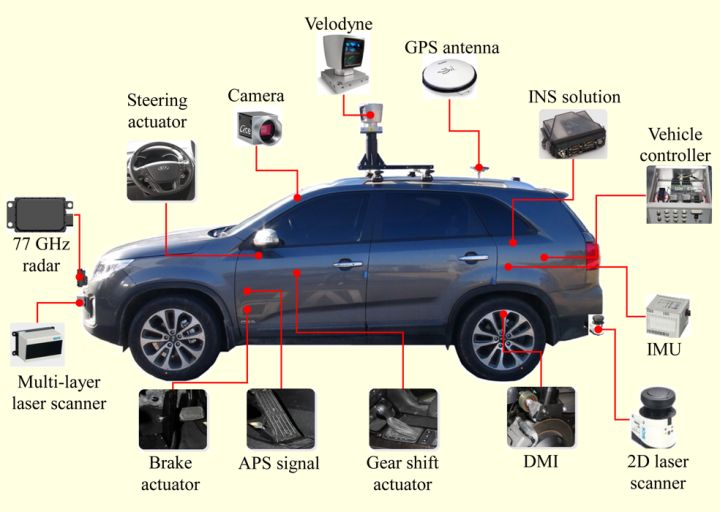 Velodyne
GPS antenna
Camera
INS solution
Steering
actuator
Vehicle
controller
77 GHz
radar
IMU
Multi-layer
laser scanner
Brake
actuator
APS signal
Gear shift
actuator
DMI
2D laser
scanner